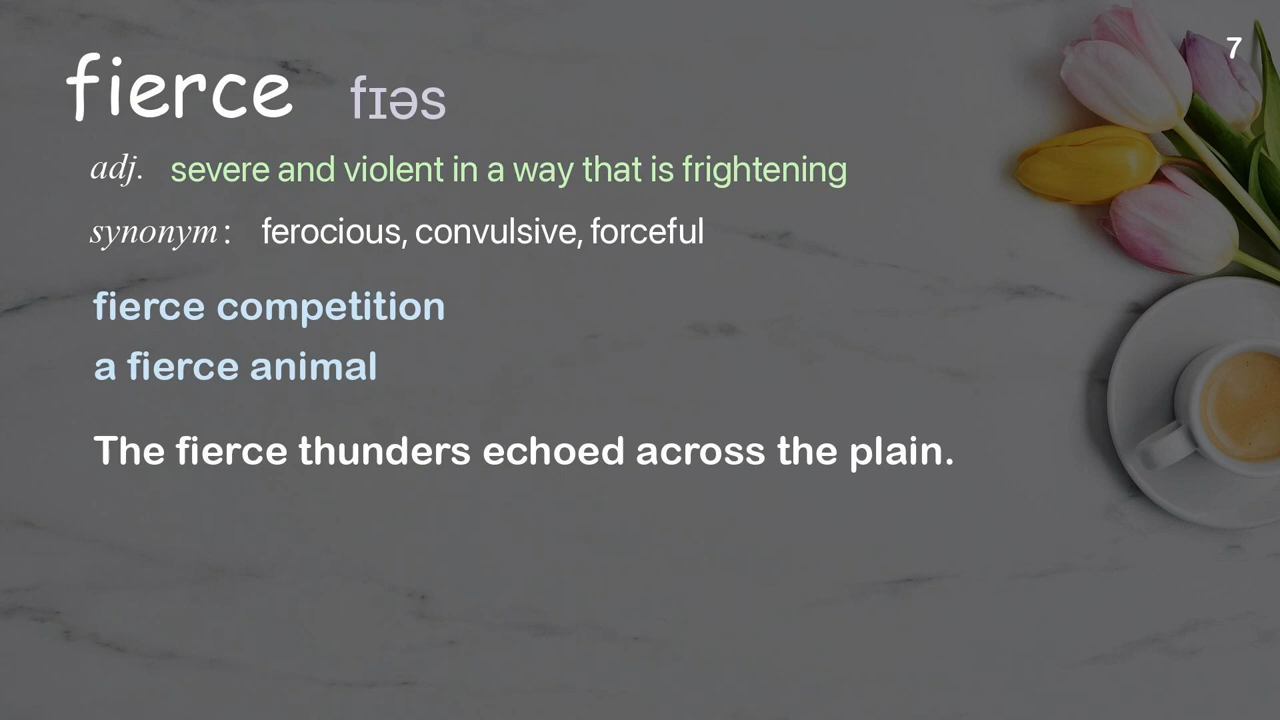 7
fierce fɪəs
adj. severe and violent in a way that is frightening
synonym: ferocious, convulsive, forceful
fierce competition
a fierce animal
The fierce thunders echoed across the plain.